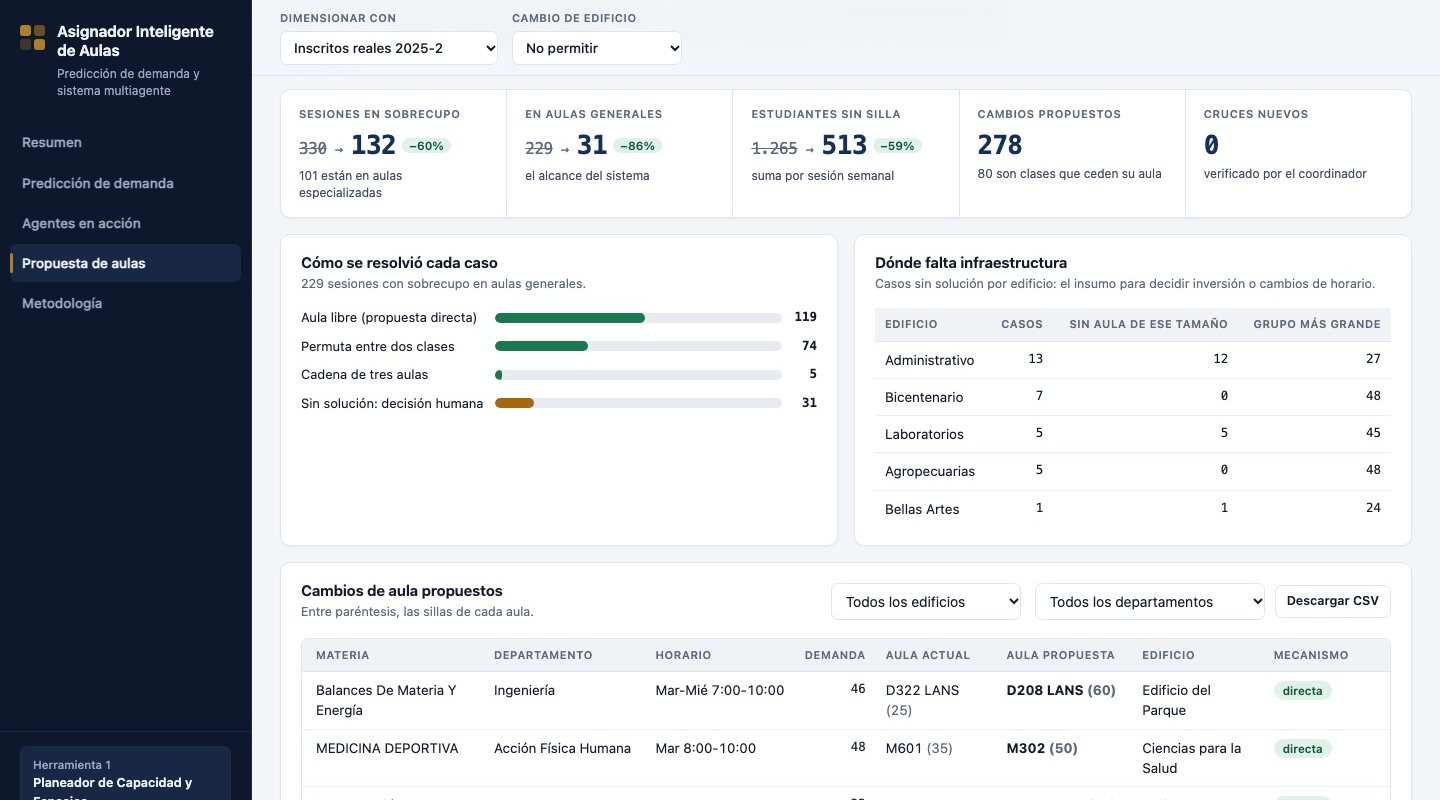 Asignador Inteligente
de Aulas
Predicción de demanda y
sistema multiagente
Resumen
Predicción de demanda
Agentes en acción
Propuesta de aulas
Metodología
Herramienta 1
Planeador de Capacidad y
DIMENSIONAR CON
Inscritos reales 2025-2
CAMBIO DE EDIFICIO
No permitir
SESIONES EN SOBRECUPO
330 → 132 −60%
101 están en aulas
especializadas
EN AULAS GENERALES
229 → 31 −86%
el alcance del sistema
ESTUDIANTES SIN SILLA
1.265 → 513 −59%
suma por sesión semanal
CAMBIOS PROPUESTOS
278
80 son clases que ceden su aula
CRUCES NUEVOS
0
verificado por el coordinador
Cómo se resolvió cada caso
229 sesiones con sobrecupo en aulas generales.
Aula libre (propuesta directa) 119
Permuta entre dos clases 74
Cadena de tres aulas 5
Sin solución: decisión humana 31
Dónde falta infraestructura
Casos sin solución por edificio: el insumo para decidir inversión o cambios de horario.
EDIFICIO CASOS SIN AULA DE ESE TAMAÑO GRUPO MÁS GRANDE
Administrativo 13 12 27
Bicentenario 7 0 48
Laboratorios 5 5 45
Agropecuarias 5 0 48
Bellas Artes 1 1 24
Cambios de aula propuestos
Entre paréntesis, las sillas de cada aula.
Todos los edificios
Todos los departamentos
Descargar CSV
MATERIA DEPARTAMENTO HORARIO DEMANDA AULA ACTUAL AULA PROPUESTA EDIFICIO MECANISMO
Balances De Materia Y Ingeniería Mar-Mié 7:00-10:00 46 D322 LANS D208 LANS (60) Edificio del directa
Energía (25) Parque
MEDICINA DEPORTIVA Acción Física Humana Mar 8:00-10:00 48 M601 (35) M302 (50) Ciencias para la directa
Salud